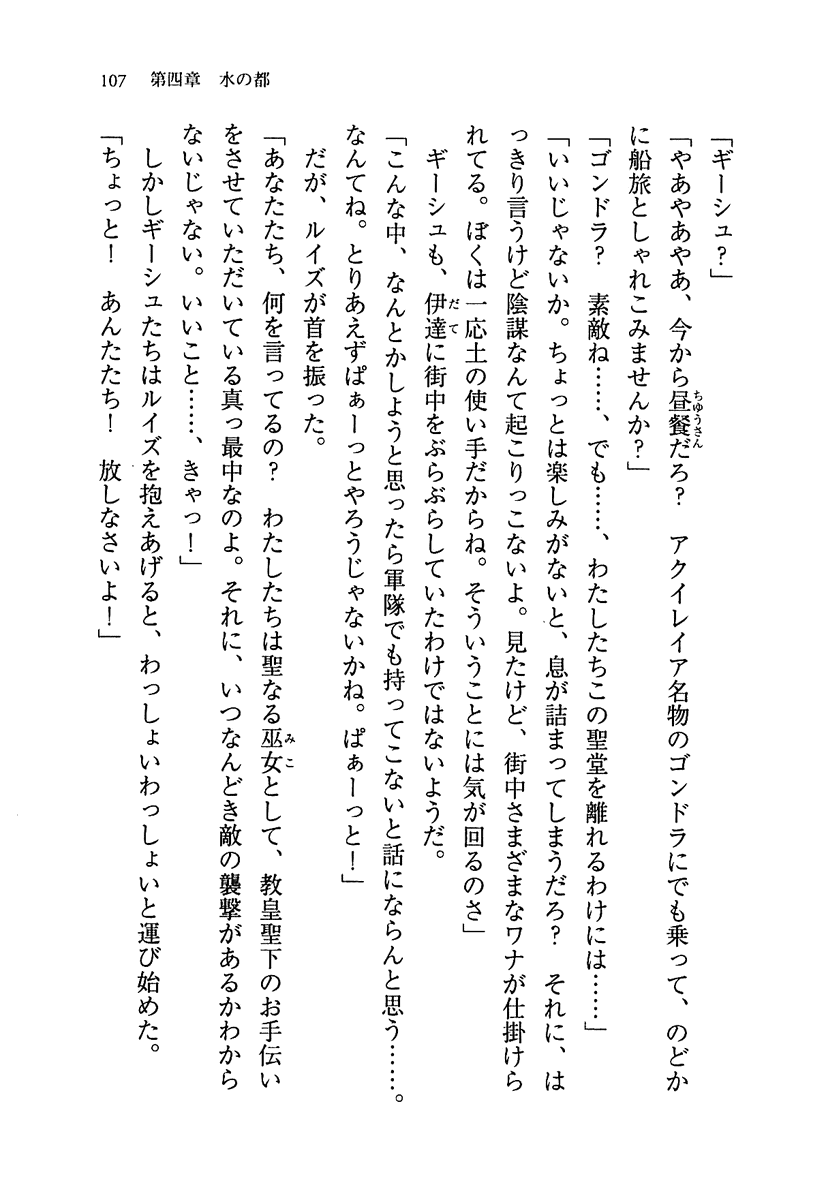 107　第四章　水の都
「ギーシュ？」
「やあやあやあ、今から昼餐だろ？　アクイレイア名物のゴンドラにでも乗って、のどか
に船旅としゃれこみませんか？」
「ゴンドラ？　素敵ね……、でも……、わたしたちこの聖堂を離れるわけには……」
「いいじゃないか。ちょっとは楽しみがないと、息が詰まってしまうだろ？　それに、は
っきり言うけど陰謀なんて起こりっこないよ。見たけど、街中さまざまなワナが仕掛けら
れてる。ぼくは一応土の使い手だからね。そういうことには気が回るのさ」
　ギーシュも、伊達に街中をぶらぶらしていたわけではないようだ。
「こんな中、なんとかしようと思ったら軍隊でも持ってこないと話にならんと思う……。
なんてね。とりあえずぱぁーっとやろうじゃないかね。ぱぁーっと！」
　だが、ルイズが首を振った。
「あなたたち、何を言ってるの？　わたしたちは聖なる巫女として、教皇聖下のお手伝い
をさせていただいている真っ最中なのよ。それに、いつなんどき敵の襲撃があるかわから
ないじゃない。いいこと……、きゃっ！」
　しかしギーシュたちはルイズを抱えあげると、わっしょいわっしょいと運び始めた。
「ちょっと！　あんたたち！　放しなさいよ！」